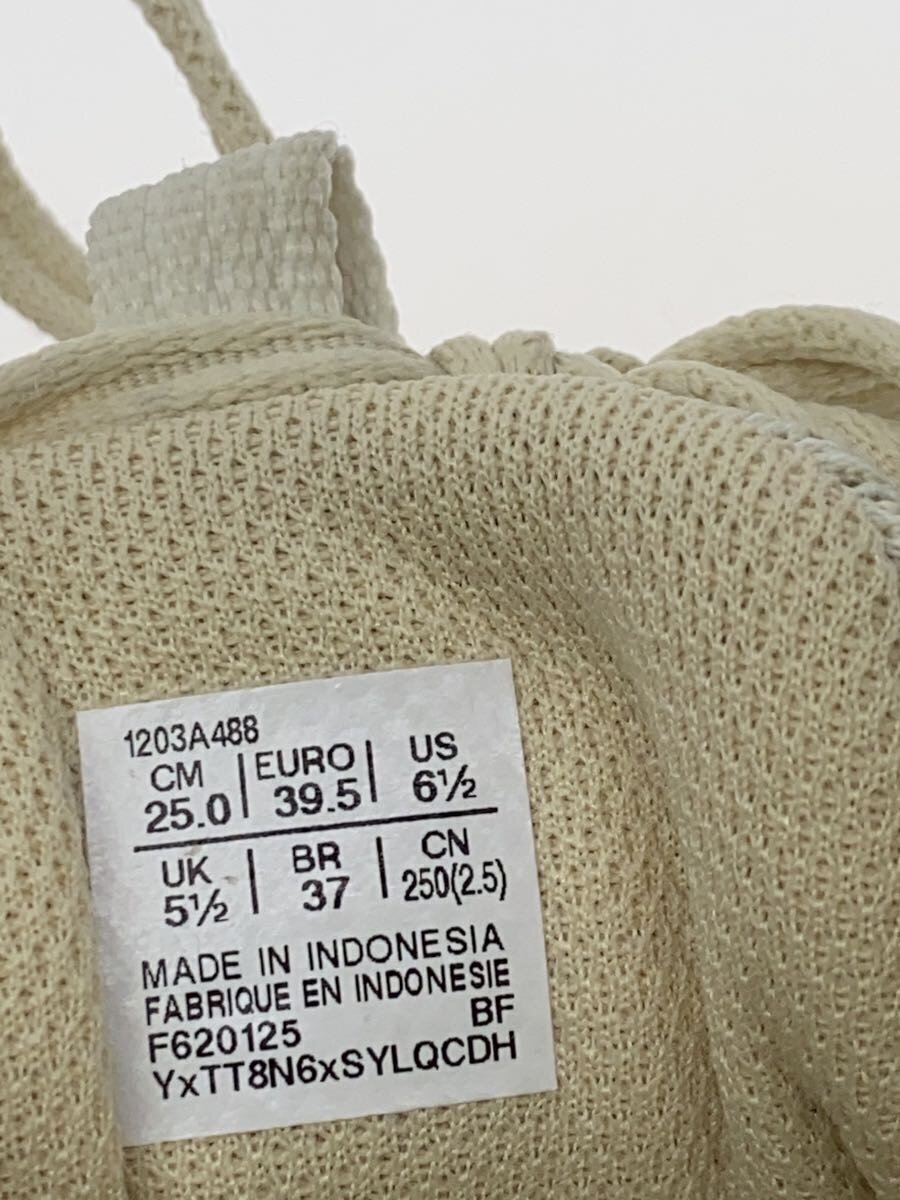 1203A488
CM | EURO | US
25.0 | 39.5 | 6½
UK | BR | CN
5½ | 37 | 250(2.5)
MADE IN INDONESIA
FABRIQUE EN INDONESIE
F620125 BF
YxTT8N6xSYLQCDH